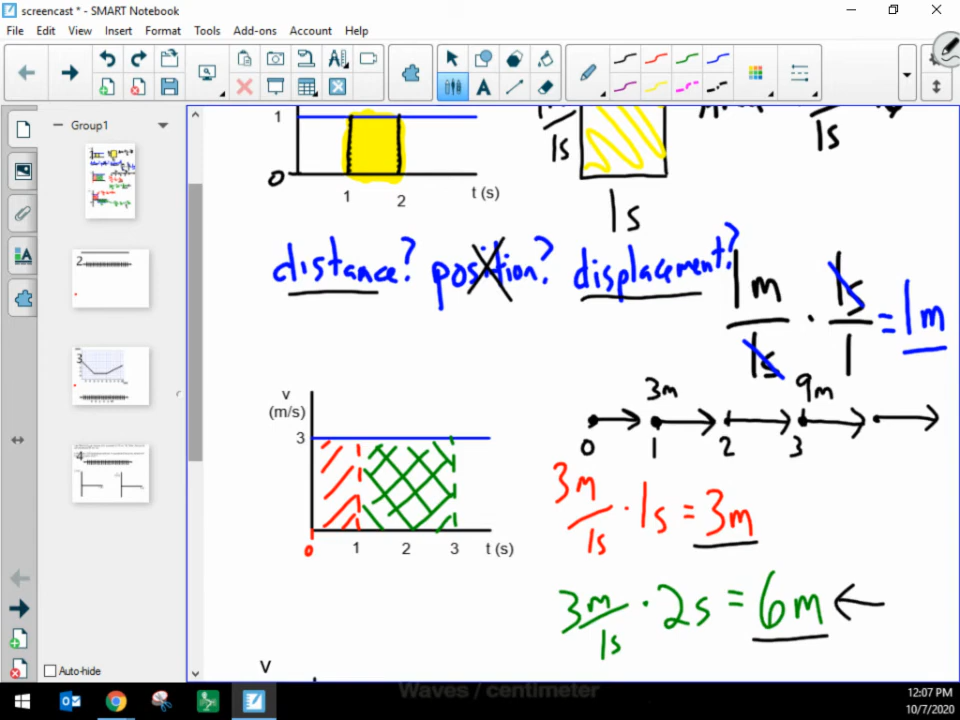 screencast * - SMART Notebook
File Edit View Insert Format Tools Add-ons Account Help
Group1
2
3
4
Auto-hide
1
0
1 2 t (s)
1s
1s
1s
distance? position? displacement?
1m / 1s · 1s / 1 = 1m
v
(m/s)
3
0 1 2 3 t (s)
3m 9m
0 1 2 3
3m / 1s · 1s = 3m
3m / 1s · 2s = 6m
v
Waves / centimeter
12:07 PM
10/7/2020